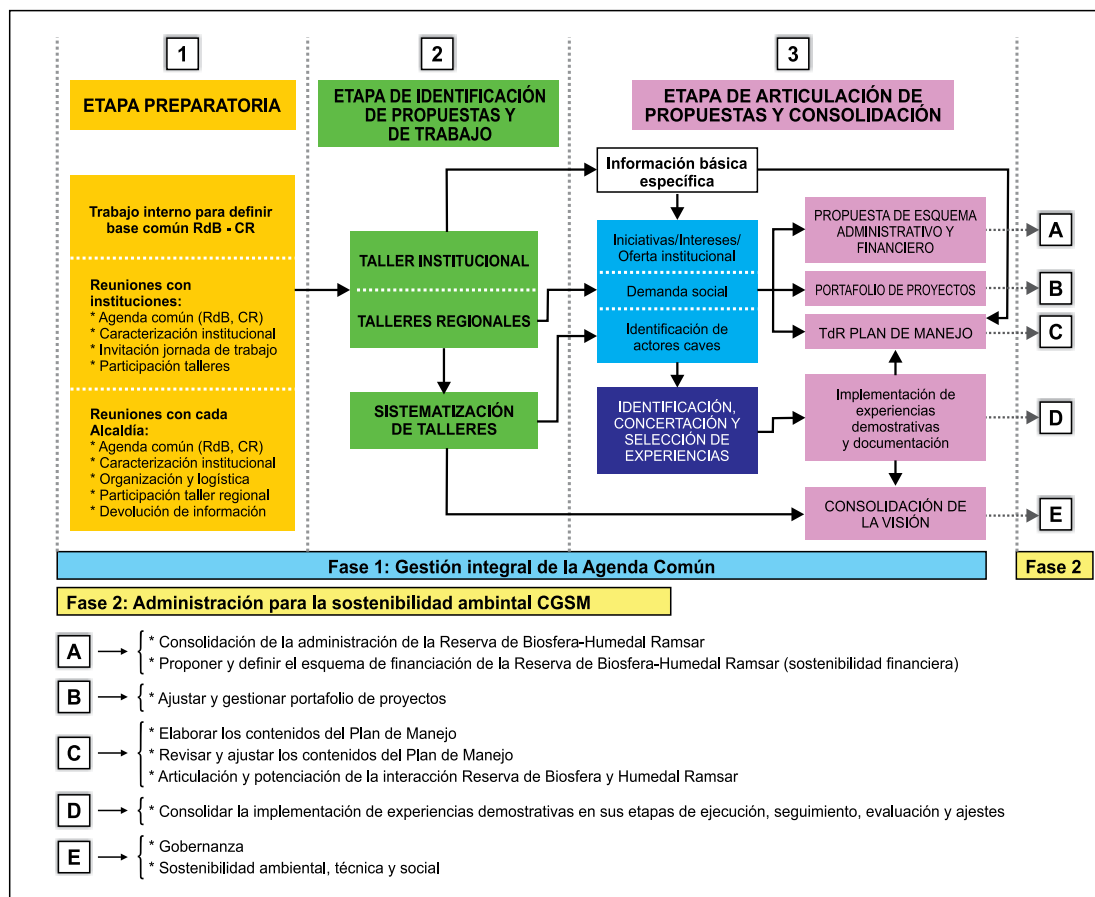 1
ETAPA PREPARATORIA
Trabajo interno para definir
base común RdB - CR
Reuniones con
instituciones:
* Agenda común (RdB, CR)
* Caracterización institucional
* Invitación jornada de trabajo
* Participación talleres
Reuniones con cada
Alcaldía:
* Agenda común (RdB, CR)
* Caracterización institucional
* Organización y logística
* Participación taller regional
* Devolución de información
2
ETAPA DE IDENTIFICACIÓN
DE PROPUESTAS Y
DE TRABAJO
TALLER INSTITUCIONAL
TALLERES REGIONALES
SISTEMATIZACIÓN
DE TALLERES
3
ETAPA DE ARTICULACIÓN DE
PROPUESTAS Y CONSOLIDACIÓN
Información básica
específica
Iniciativas/Intereses/
Oferta institucional
Demanda social
Identificación de
actores caves
IDENTIFICACIÓN,
CONCERTACIÓN Y
SELECCIÓN DE
EXPERIENCIAS
PROPUESTA DE ESQUEMA
ADMINISTRATIVO Y
FINANCIERO
PORTAFOLIO DE PROYECTOS
TdR PLAN DE MANEJO
Implementación de
experiencias
demostrativas
y documentación
CONSOLIDACIÓN DE
LA VISIÓN
A
B
C
D
E
Fase 1: Gestión integral de la Agenda Común
Fase 2
Fase 2: Administración para la sostenibilidad ambintal CGSM
A
* Consolidación de la administración de la Reserva de Biosfera-Humedal Ramsar
* Proponer y definir el esquema de financiación de la Reserva de Biosfera-Humedal Ramsar (sostenibilidad financiera)
B
* Ajustar y gestionar portafolio de proyectos
C
* Elaborar los contenidos del Plan de Manejo
* Revisar y ajustar los contenidos del Plan de Manejo
* Articulación y potenciación de la interacción Reserva de Biosfera y Humedal Ramsar
D
* Consolidar la implementación de experiencias demostrativas en sus etapas de ejecución, seguimiento, evaluación y ajestes
E
* Gobernanza
* Sostenibilidad ambiental, técnica y social